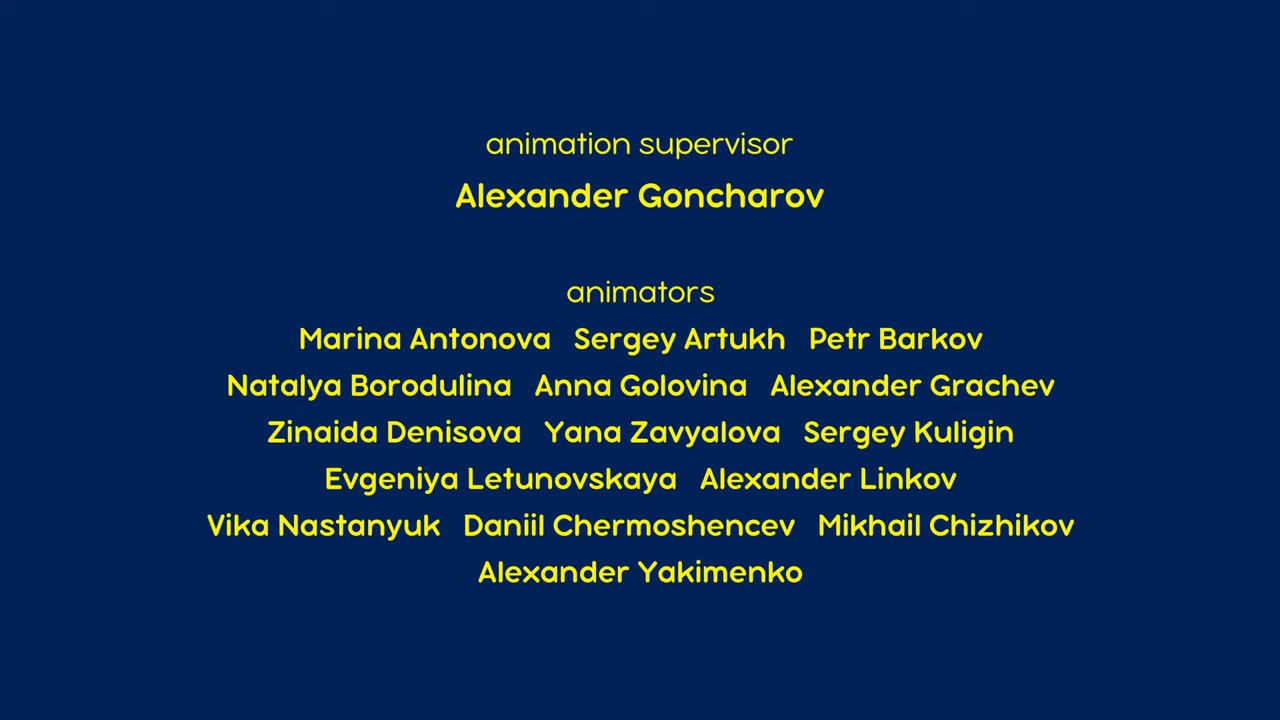 animation supervisor
Alexander Goncharov
animators
Marina Antonova Sergey Artukh Petr Barkov
Natalya Borodulina Anna Golovina Alexander Grachev
Zinaida Denisova Yana Zavyalova Sergey Kuligin
Evgeniya Letunovskaya Alexander Linkov
Vika Nastanyuk Daniil Chermoshencev Mikhail Chizhikov
Alexander Yakimenko